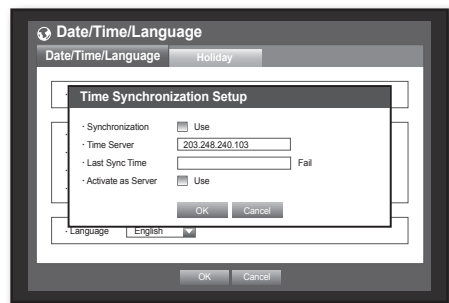 Date/Time/Language
Date/Time/Language Holiday
Time Synchronization Setup
· Synchronization Use
· Time Server 203.248.240.103
· Last Sync Time Fail
· Activate as Server Use
OK Cancel
· Language English
OK Cancel